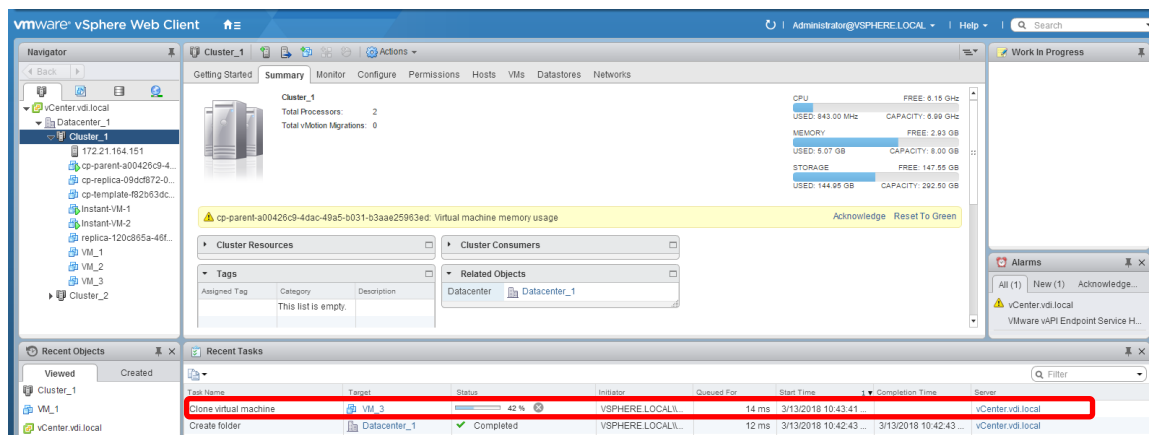 vmware® vSphere Web Client
Administrator@VSPHERE.LOCAL
Help
Search
Navigator
Back
vCenter.vdi.local
Datacenter_1
Cluster_1
172.21.164.151
cp-parent-a00426c9-4...
cp-replica-09dcf872-0...
cp-template-f82b63dc...
Instant-VM-1
Instant-VM-2
replica-120c865a-46f...
VM_1
VM_2
VM_3
Cluster_2
Cluster_1 Actions
Getting Started Summary Monitor Configure Permissions Hosts VMs Datastores Networks
Cluster_1
Total Processors: 2
Total vMotion Migrations: 0
CPU FREE: 6.15 GHz
USED: 843.00 MHz CAPACITY: 6.99 GHz
MEMORY FREE: 2.93 GB
USED: 5.07 GB CAPACITY: 8.00 GB
STORAGE FREE: 147.55 GB
USED: 144.95 GB CAPACITY: 292.50 GB
cp-parent-a00426c9-4dac-49a5-b031-b3aae25963ed: Virtual machine memory usage Acknowledge Reset To Green
Cluster Resources
Cluster Consumers
Tags
Assigned Tag Category Description
This list is empty.
Related Objects
Datacenter Datacenter_1
Work In Progress
Alarms
All (1) New (1) Acknowledge...
vCenter.vdi.local
VMware vAPI Endpoint Service H...
Recent Objects
Viewed Created
Cluster_1
VM_1
vCenter.vdi.local
Recent Tasks
Filter
Task Name Target Status Initiator Queued For Start Time 1 Completion Time Server
Clone virtual machine VM_3 42 % VSPHERE.LOCAL\\... 14 ms 3/13/2018 10:43:41 ... vCenter.vdi.local
Create folder Datacenter_1 Completed VSPHERE.LOCAL\\... 12 ms 3/13/2018 10:42:43 ... 3/13/2018 10:42:43 ... vCenter.vdi.local